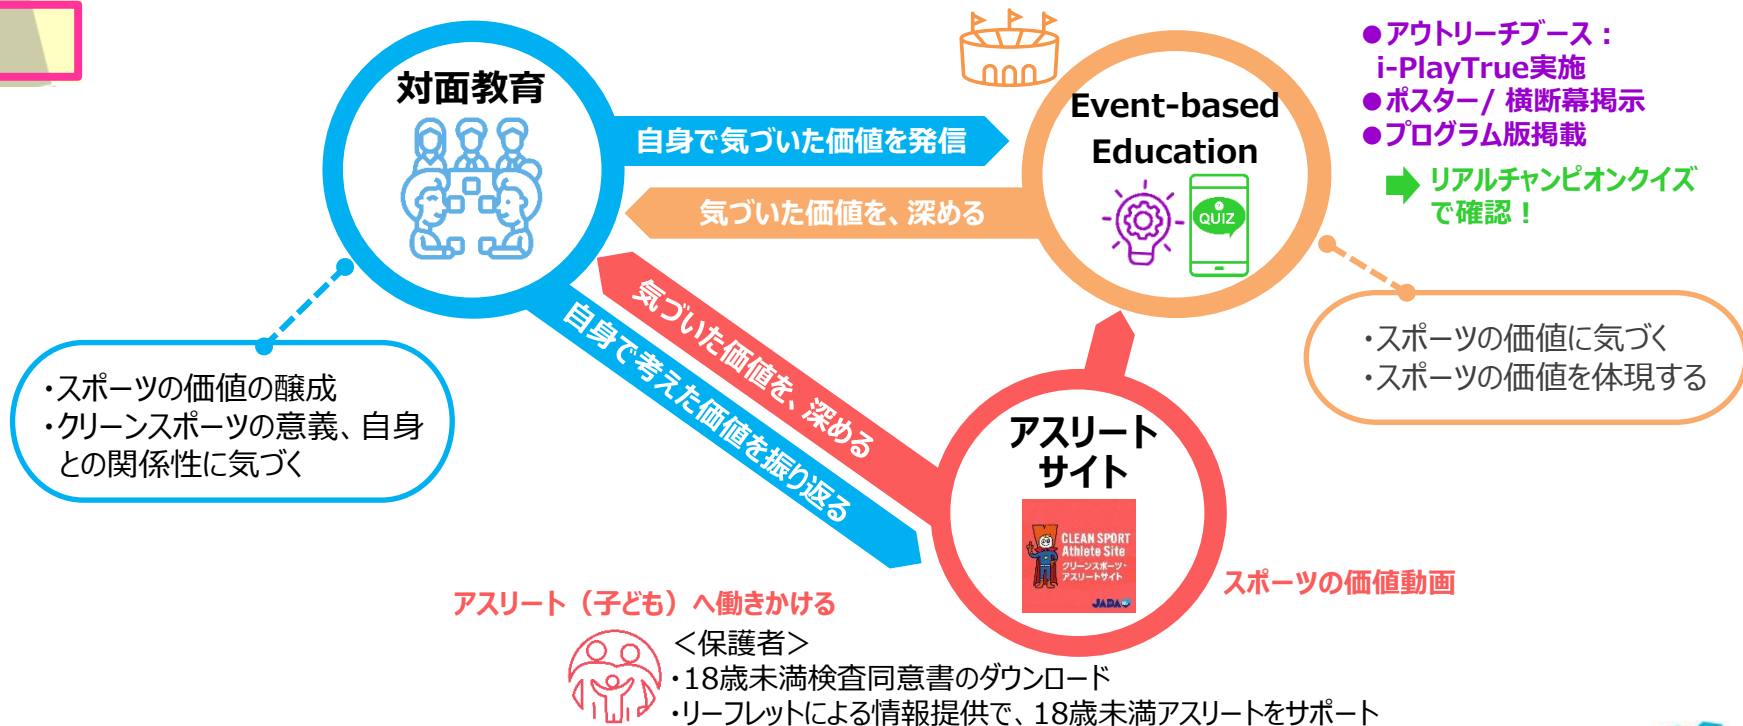 対面教育
自身で気づいた価値を発信
気づいた価値を、深める
Event-based
Education
QUIZ
●アウトリーチブース：
i-PlayTrue実施
●ポスター/ 横断幕掲示
●プログラム版掲載
リアルチャンピオンクイズ
で確認！
・スポーツの価値の醸成
・クリーンスポーツの意義、自身
との関係性に気づく
気づいた価値を、深める
自身で考えた価値を振り返る
・スポーツの価値に気づく
・スポーツの価値を体現する
アスリート
サイト
CLEAN SPORT
Athlete Site
クリーンスポーツ・
アスリートサイト
JADA
スポーツの価値動画
アスリート（子ども）へ働きかける
＜保護者＞
・18歳未満検査同意書のダウンロード
・リーフレットによる情報提供で、18歳未満アスリートをサポート